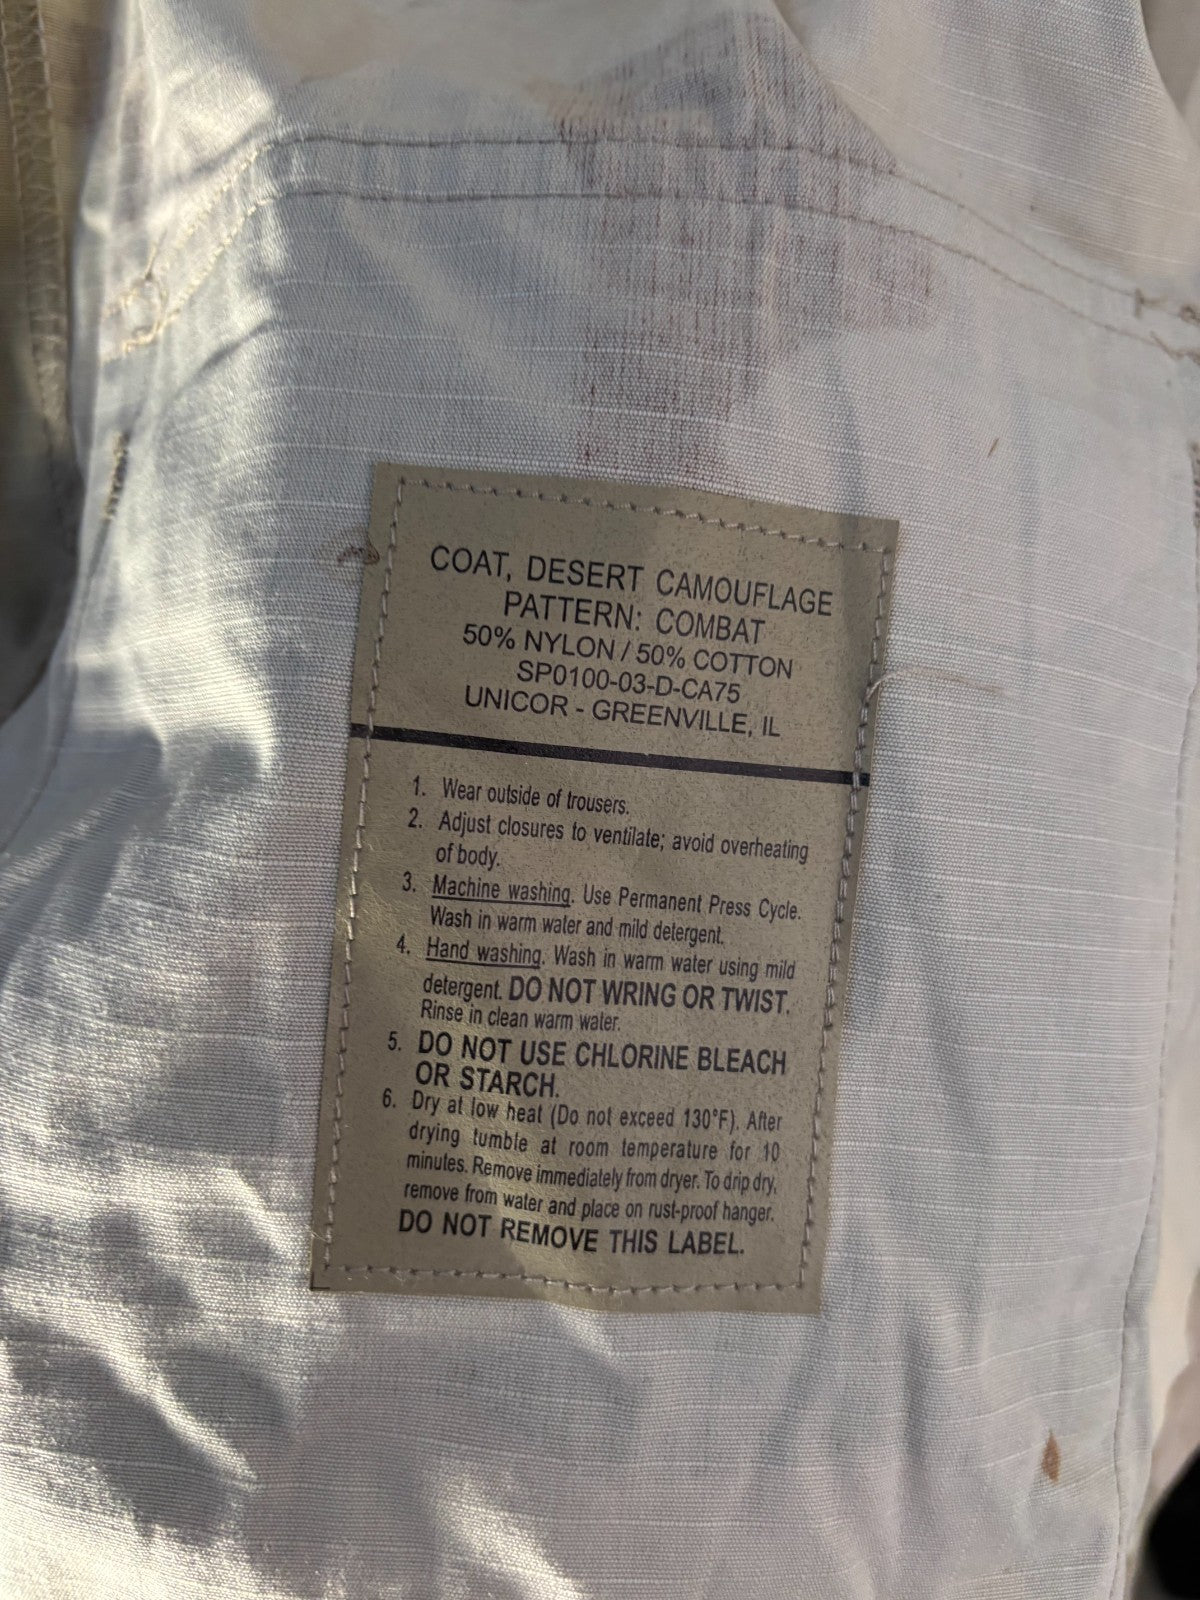 COAT, DESERT CAMOUFLAGE
PATTERN: COMBAT
50% NYLON / 50% COTTON
SP0100-03-D-CA75
UNICOR - GREENVILLE, IL
1. Wear outside of trousers.
2. Adjust closures to ventilate; avoid overheating
of body.
3. Machine washing. Use Permanent Press Cycle.
Wash in warm water and mild detergent.
4. Hand washing. Wash in warm water using mild
detergent. DO NOT WRING OR TWIST.
Rinse in clean warm water.
5. DO NOT USE CHLORINE BLEACH
OR STARCH.
6. Dry at low heat (Do not exceed 130°F). After
drying tumble at room temperature for 10
minutes. Remove immediately from dryer. To drip dry,
remove from water and place on rust-proof hanger.
DO NOT REMOVE THIS LABEL.